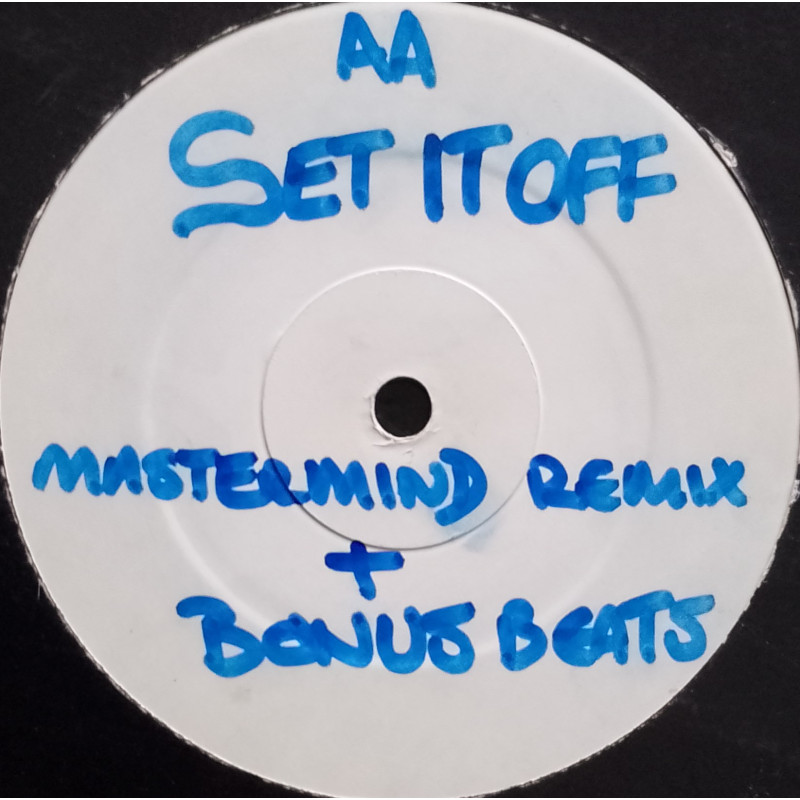 AA
SET IT OFF
MASTERMIND REMIX
+
BONUS BEATS